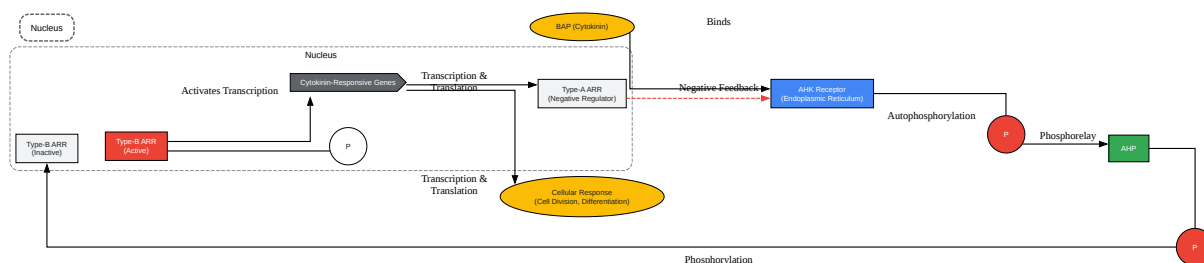 Nucleus
BAP (Cytokinin)
Binds
Nucleus
Cytokinin-Responsive Genes
Transcription &
Translation
Type-A ARR
(Negative Regulator)
Negative Feedback
AHK Receptor
(Endoplasmic Reticulum)
Activates Transcription
Autophosphorylation
P
Phosphorelay
AHP
Type-B ARR
(Inactive)
Type-B ARR
(Active)
P
Transcription &
Translation
Cellular Response
(Cell Division, Differentiation)
P
Phosphorylation